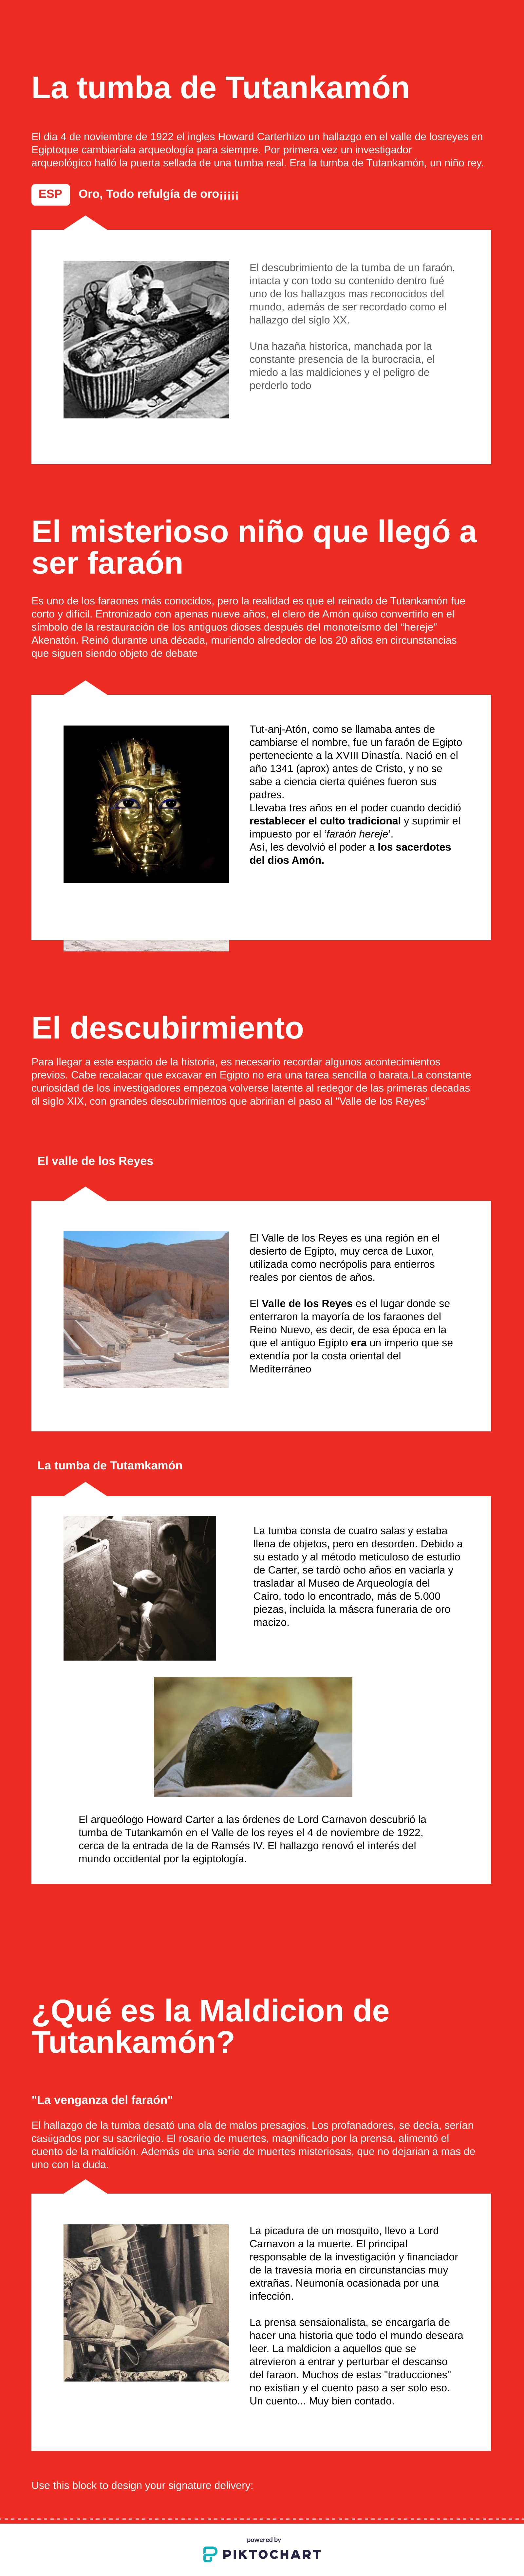 La tumba de Tutankamón
El dia 4 de noviembre de 1922 el ingles Howard Carterhizo un hallazgo en el valle de losreyes en
Egiptoque cambiaríala arqueología para siempre. Por primera vez un investigador
arqueológico halló la puerta sellada de una tumba real. Era la tumba de Tutankamón, un niño rey.
ESP Oro, Todo refulgía de oro¡¡¡¡¡
El descubrimiento de la tumba de un faraón,
intacta y con todo su contenido dentro fué
uno de los hallazgos mas reconocidos del
mundo, además de ser recordado como el
hallazgo del siglo XX.
Una hazaña historica, manchada por la
constante presencia de la burocracia, el
miedo a las maldiciones y el peligro de
perderlo todo
El misterioso niño que llegó a
ser faraón
Es uno de los faraones más conocidos, pero la realidad es que el reinado de Tutankamón fue
corto y difícil. Entronizado con apenas nueve años, el clero de Amón quiso convertirlo en el
símbolo de la restauración de los antiguos dioses después del monoteísmo del “hereje”
Akenatón. Reinó durante una década, muriendo alrededor de los 20 años en circunstancias
que siguen siendo objeto de debate
Tut-anj-Atón, como se llamaba antes de
cambiarse el nombre, fue un faraón de Egipto
perteneciente a la XVIII Dinastía. Nació en el
año 1341 (aprox) antes de Cristo, y no se
sabe a ciencia cierta quiénes fueron sus
padres.
Llevaba tres años en el poder cuando decidió
restablecer el culto tradicional y suprimir el
impuesto por el ‘faraón hereje’.
Así, les devolvió el poder a los sacerdotes
del dios Amón.
El descubirmiento
Para llegar a este espacio de la historia, es necesario recordar algunos acontecimientos
previos. Cabe recalacar que excavar en Egipto no era una tarea sencilla o barata.La constante
curiosidad de los investigadores empezoa volverse latente al redegor de las primeras decadas
dl siglo XIX, con grandes descubrimientos que abririan el paso al "Valle de los Reyes"
El valle de los Reyes
El Valle de los Reyes es una región en el
desierto de Egipto, muy cerca de Luxor,
utilizada como necrópolis para entierros
reales por cientos de años.
El Valle de los Reyes es el lugar donde se
enterraron la mayoría de los faraones del
Reino Nuevo, es decir, de esa época en la
que el antiguo Egipto era un imperio que se
extendía por la costa oriental del
Mediterráneo
La tumba de Tutamkamón
La tumba consta de cuatro salas y estaba
llena de objetos, pero en desorden. Debido a
su estado y al método meticuloso de estudio
de Carter, se tardó ocho años en vaciarla y
trasladar al Museo de Arqueología del
Cairo, todo lo encontrado, más de 5.000
piezas, incluida la máscra funeraria de oro
macizo.
El arqueólogo Howard Carter a las órdenes de Lord Carnavon descubrió la
tumba de Tutankamón en el Valle de los reyes el 4 de noviembre de 1922,
cerca de la entrada de la de Ramsés IV. El hallazgo renovó el interés del
mundo occidental por la egiptología.
¿Qué es la Maldicion de
Tutankamón?
"La venganza del faraón"
El hallazgo de la tumba desató una ola de malos presagios. Los profanadores, se decía, serían
castigados por su sacrilegio. El rosario de muertes, magnificado por la prensa, alimentó el
cuento de la maldición. Además de una serie de muertes misteriosas, que no dejarian a mas de
uno con la duda.
La picadura de un mosquito, llevo a Lord
Carnavon a la muerte. El principal
responsable de la investigación y financiador
de la travesía moria en circunstancias muy
extrañas. Neumonía ocasionada por una
infección.
La prensa sensaionalista, se encargaría de
hacer una historia que todo el mundo deseara
leer. La maldicion a aquellos que se
atrevieron a entrar y perturbar el descanso
del faraon. Muchos de estas "traducciones"
no existian y el cuento paso a ser solo eso.
Un cuento... Muy bien contado.
Use this block to design your signature delivery:
powered by
PIKTOCHART